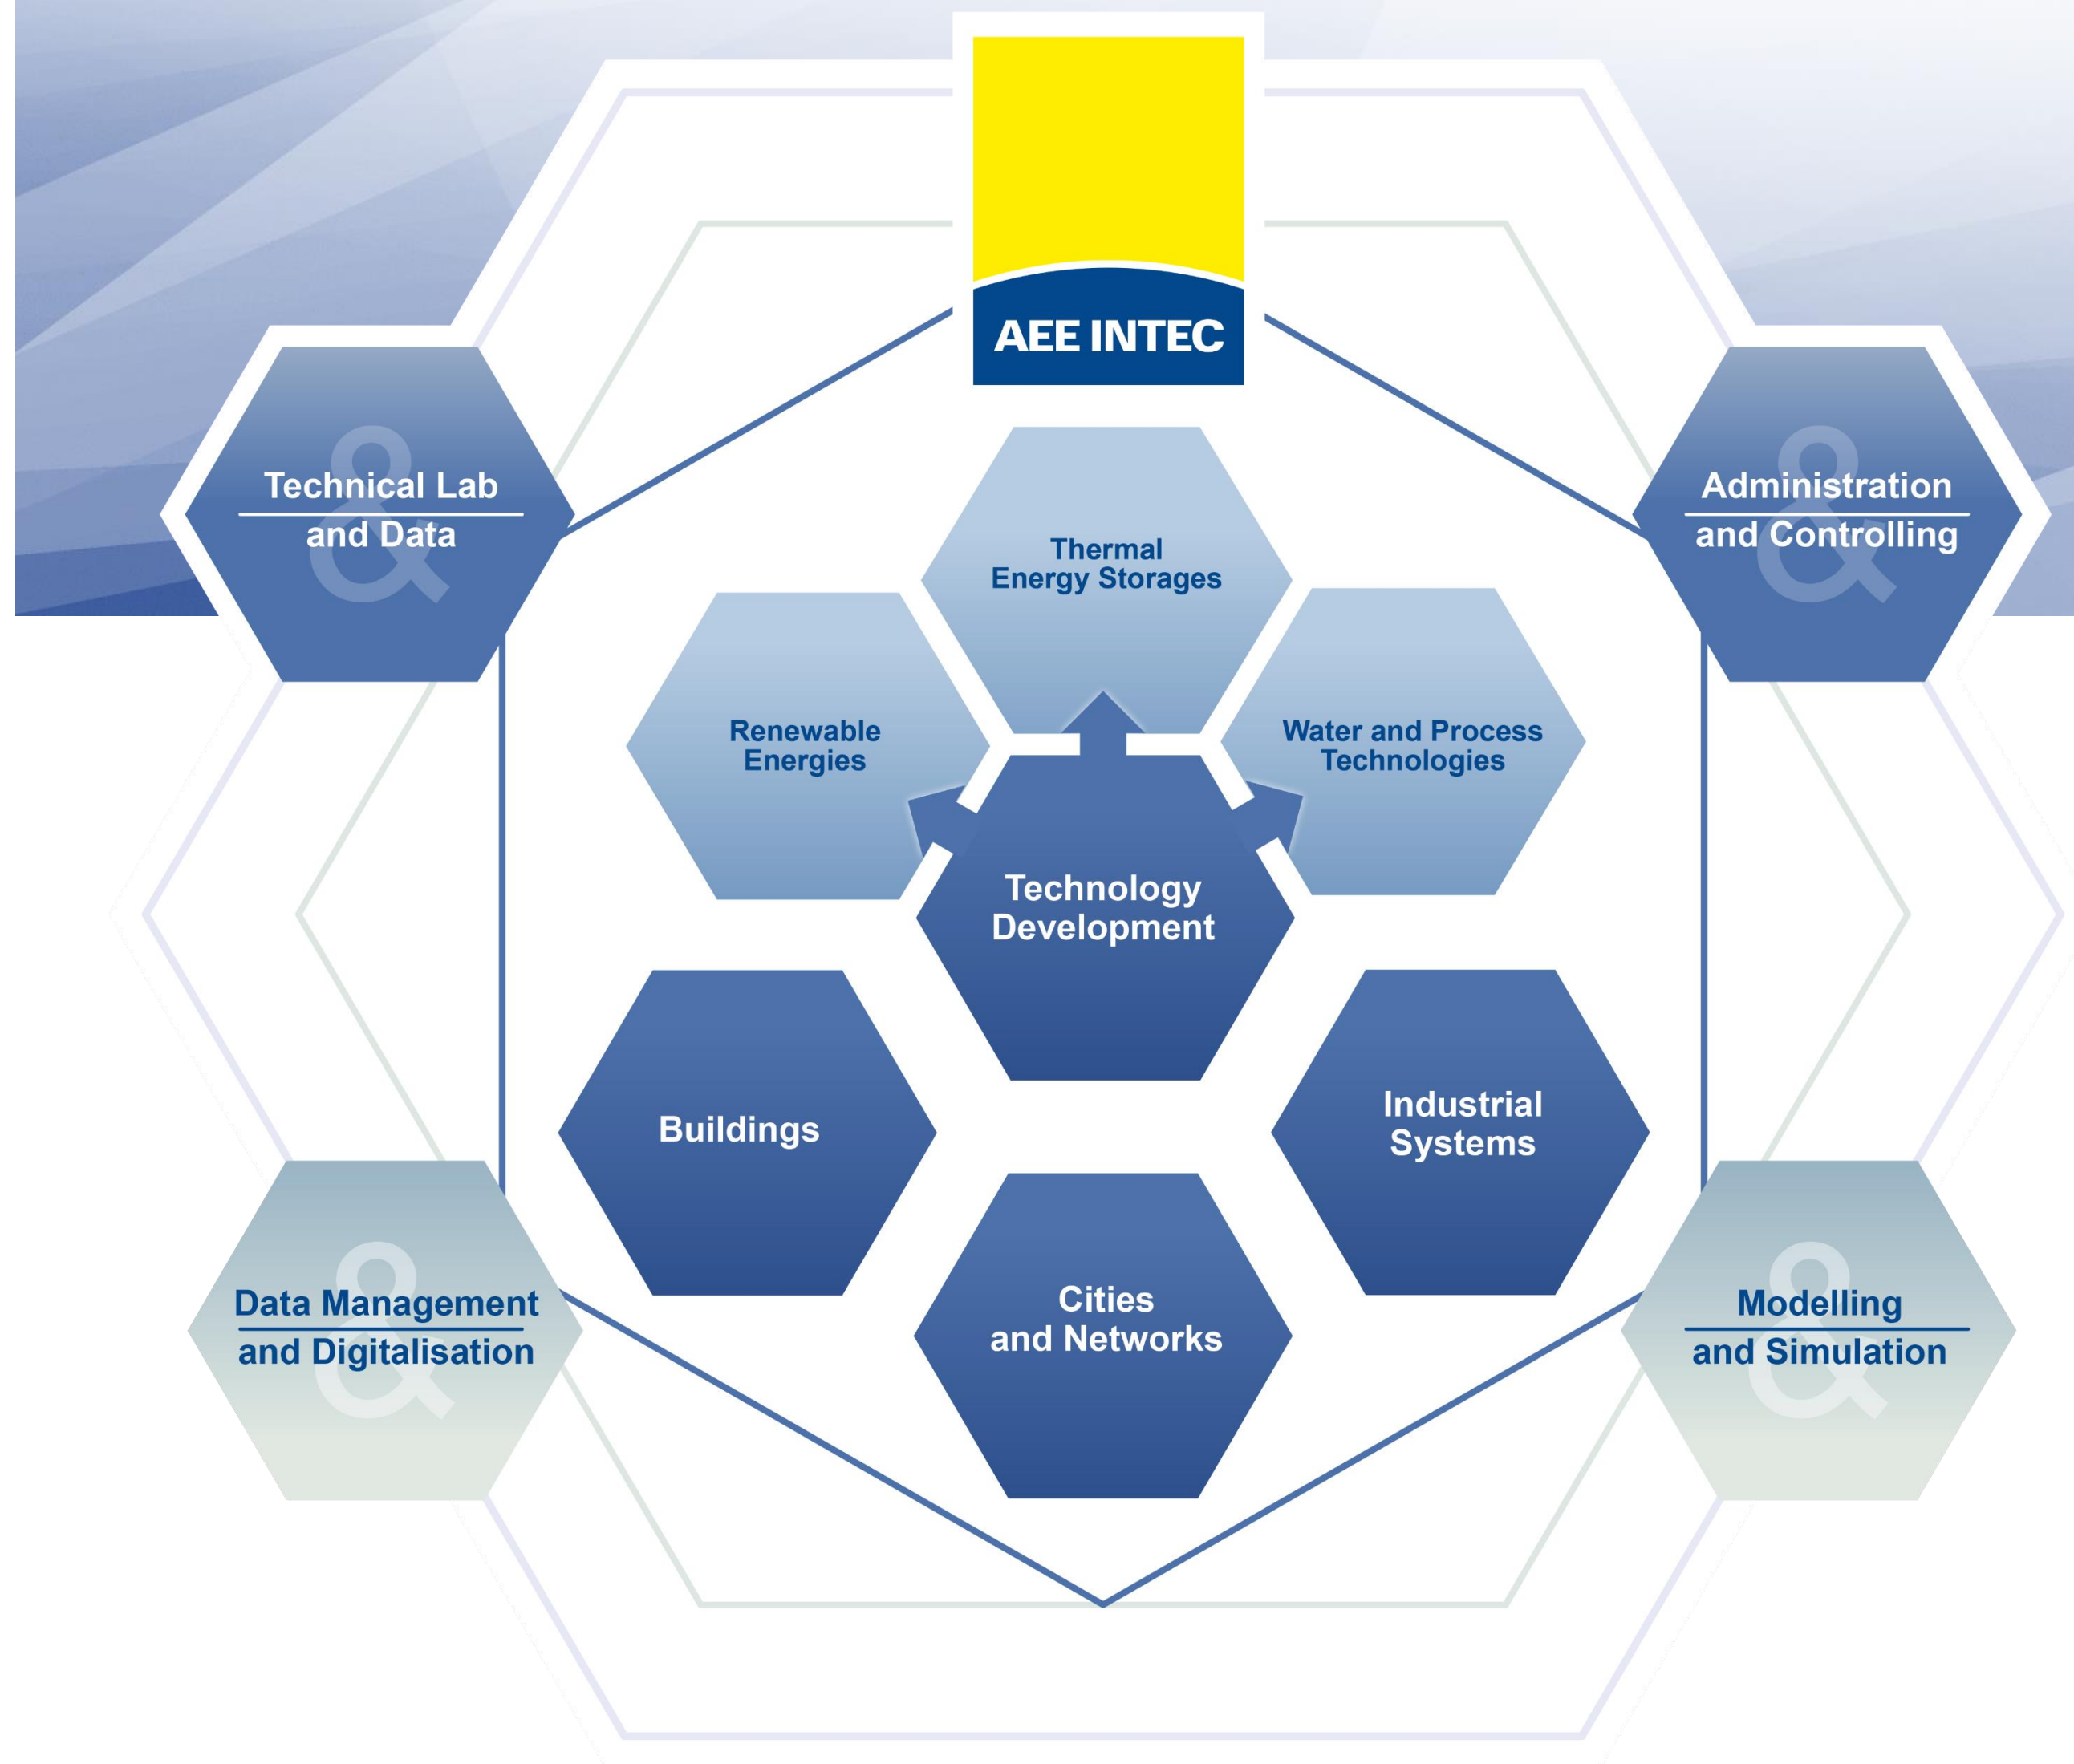 AEE INTEC
&
Technical Lab
and Data
&
Administration
and Controlling
Thermal
Energy Storages
Renewable
Energies
Water and Process
Technologies
Technology
Development
Buildings
Industrial
Systems
Cities
and Networks
&
Data Management
and Digitalisation
&
Modelling
and Simulation